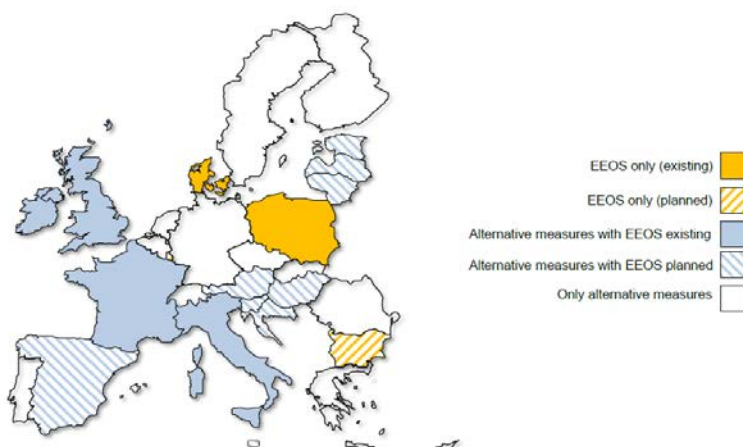 EEOS only (existing)
EEOS only (planned)
Alternative measures with EEOS existing
Alternative measures with EEOS planned
Only alternative measures